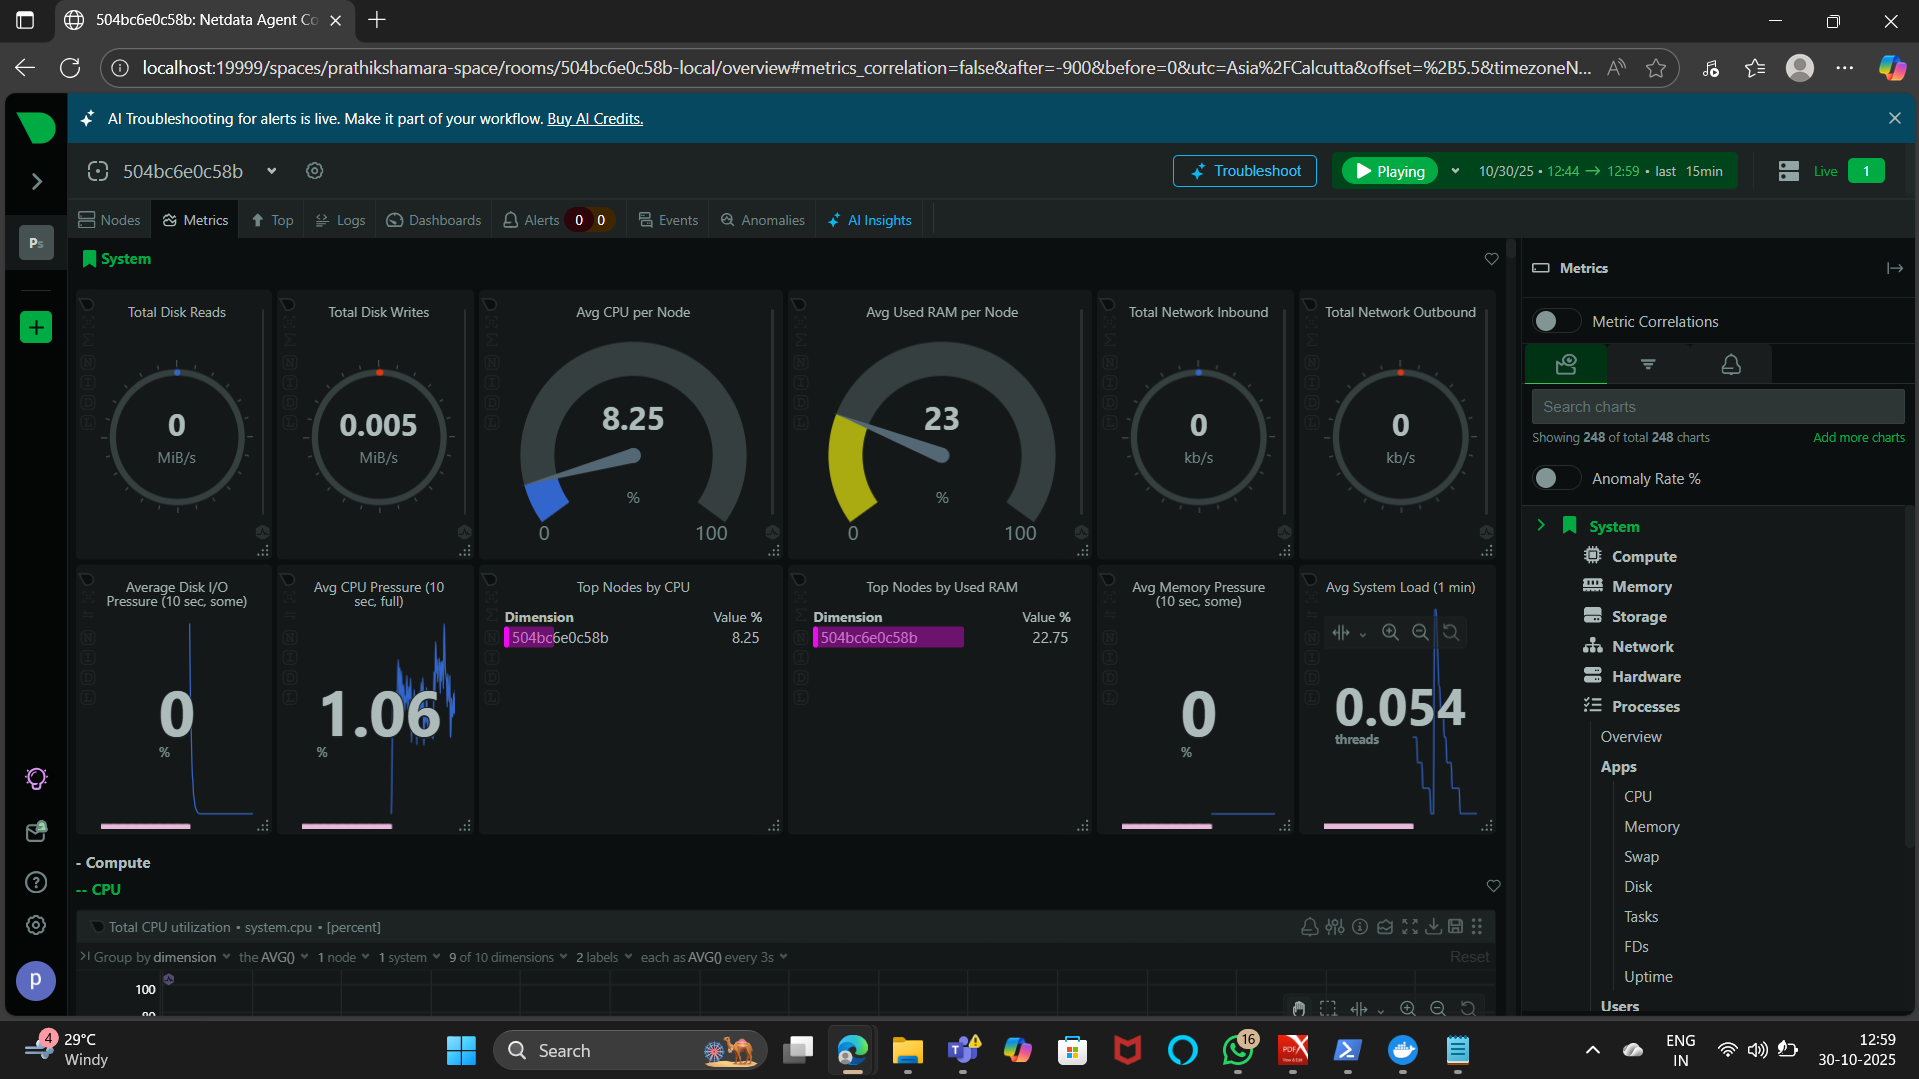 504bc6e0c58b: Netdata Agent Co
localhost:19999/spaces/prathikshamara-space/rooms/504bc6e0c58b-local/overview#metrics_correlation=false&after=-900&before=0&utc=Asia%2FCalcutta&offset=%2B5.5&timezoneN...
AI Troubleshooting for alerts is live. Make it part of your workflow. Buy AI Credits.
504bc6e0c58b
Troubleshoot
Playing
10/30/25 • 12:44 → 12:59 • last 15min
Live 1
Nodes
Metrics
Top
Logs
Dashboards
Alerts 0 0
Events
Anomalies
AI Insights
Ps
System
Total Disk Reads
0
MiB/s
Total Disk Writes
0.005
MiB/s
Avg CPU per Node
8.25
%
0 100
Avg Used RAM per Node
23
%
0 100
Total Network Inbound
0
kb/s
Total Network Outbound
0
kb/s
Average Disk I/O
Pressure (10 sec, some)
0
%
Avg CPU Pressure (10
sec, full)
1.06
%
Top Nodes by CPU
Dimension Value %
504bc6e0c58b 8.25
Top Nodes by Used RAM
Dimension Value %
504bc6e0c58b 22.75
Avg Memory Pressure
(10 sec, some)
0
%
Avg System Load (1 min)
0.054
threads
- Compute
-- CPU
Total CPU utilization • system.cpu • [percent]
Group by dimension the AVG() 1 node 1 system 9 of 10 dimensions 2 labels each as AVG() every 3s Reset
100
80
Metrics
Metric Correlations
Search charts
Showing 248 of total 248 charts Add more charts
Anomaly Rate %
System
Compute
Memory
Storage
Network
Hardware
Processes
Overview
Apps
CPU
Memory
Swap
Disk
Tasks
FDs
Uptime
Users
p
4
29°C
Windy
Search
16
PDF
ENG
IN
12:59
30-10-2025